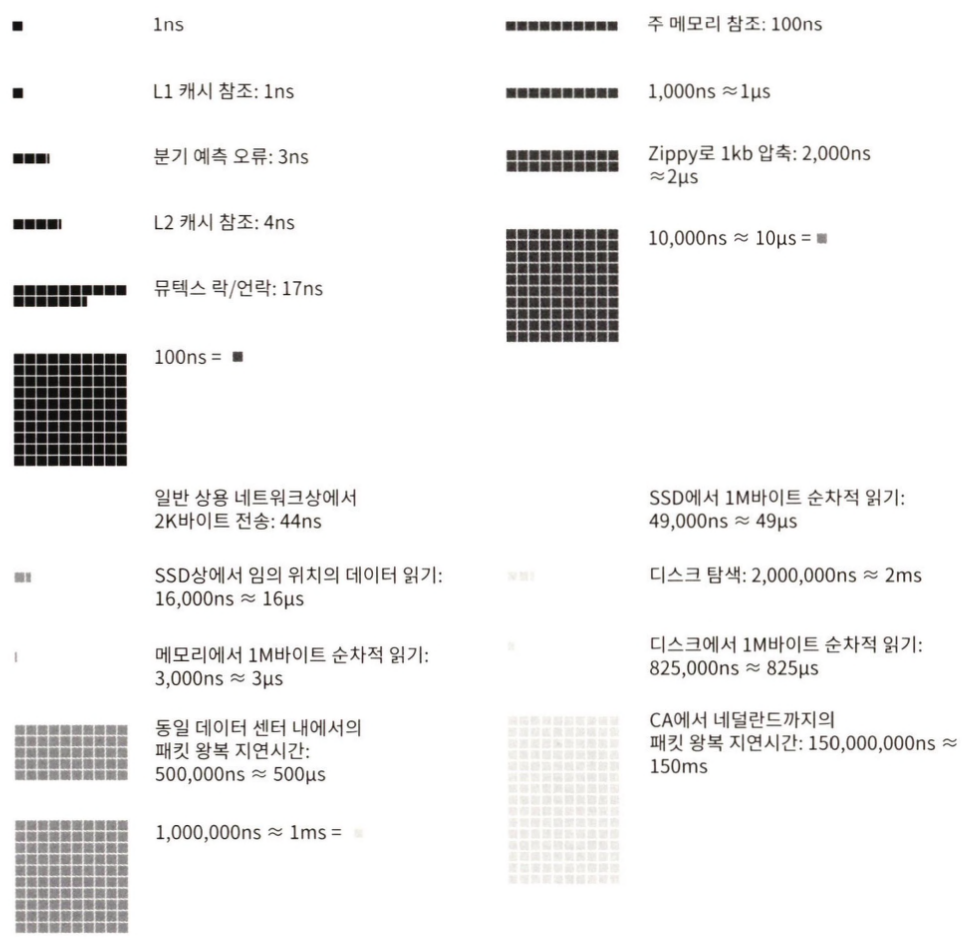 1ns
L1 캐시 참조: 1ns
분기 예측 오류: 3ns
L2 캐시 참조: 4ns
뮤텍스 락/언락: 17ns
100ns =
주 메모리 참조: 100ns
1,000ns ≈1μs
Zippy로 1kb 압축: 2,000ns
≈2μs
10,000ns ≈ 10μs =
일반 상용 네트워크상에서
2K바이트 전송: 44ns
SSD상에서 임의 위치의 데이터 읽기:
16,000ns ≈ 16μs
메모리에서 1M바이트 순차적 읽기:
3,000ns ≈ 3μs
동일 데이터 센터 내에서의
패킷 왕복 지연시간:
500,000ns ≈ 500μs
1,000,000ns ≈ 1ms =
SSD에서 1M바이트 순차적 읽기:
49,000ns ≈ 49μs
디스크 탐색: 2,000,000ns ≈ 2ms
디스크에서 1M바이트 순차적 읽기:
825,000ns ≈ 825μs
CA에서 네덜란드까지의
패킷 왕복 지연시간: 150,000,000ns ≈
150ms